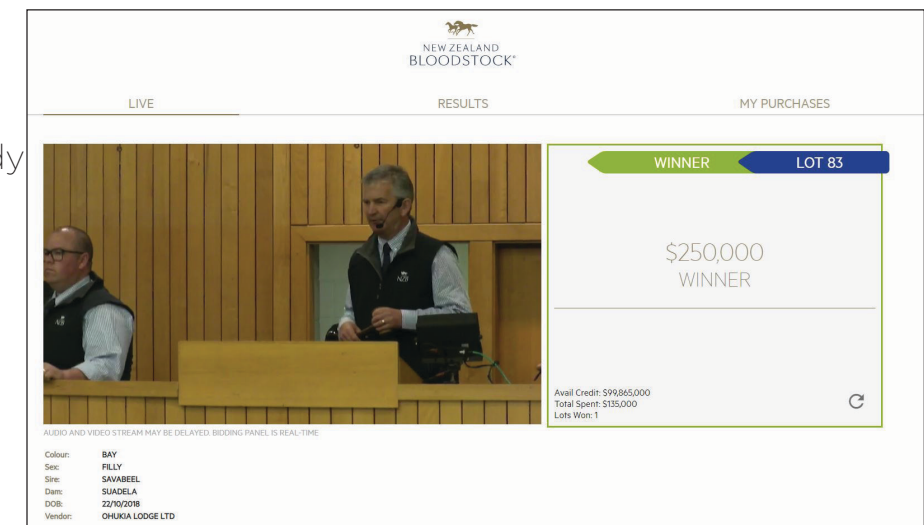 NEW ZEALAND
BLOODSTOCK®
LIVE
RESULTS
MY PURCHASES
dy
WINNER
LOT 83
$250,000
WINNER
Avail Credit: $99,865,000
Total Spent: $135,000
Lots Won: 1
AUDIO AND VIDEO STREAM MAY BE DELAYED. BIDDING PANEL IS REAL-TIME
Colour: BAY
Sex: FILLY
Sire: SAVABEEL
Dam: SUADELA
DOB: 22/10/2018
Vendor: OHUKIA LODGE LTD